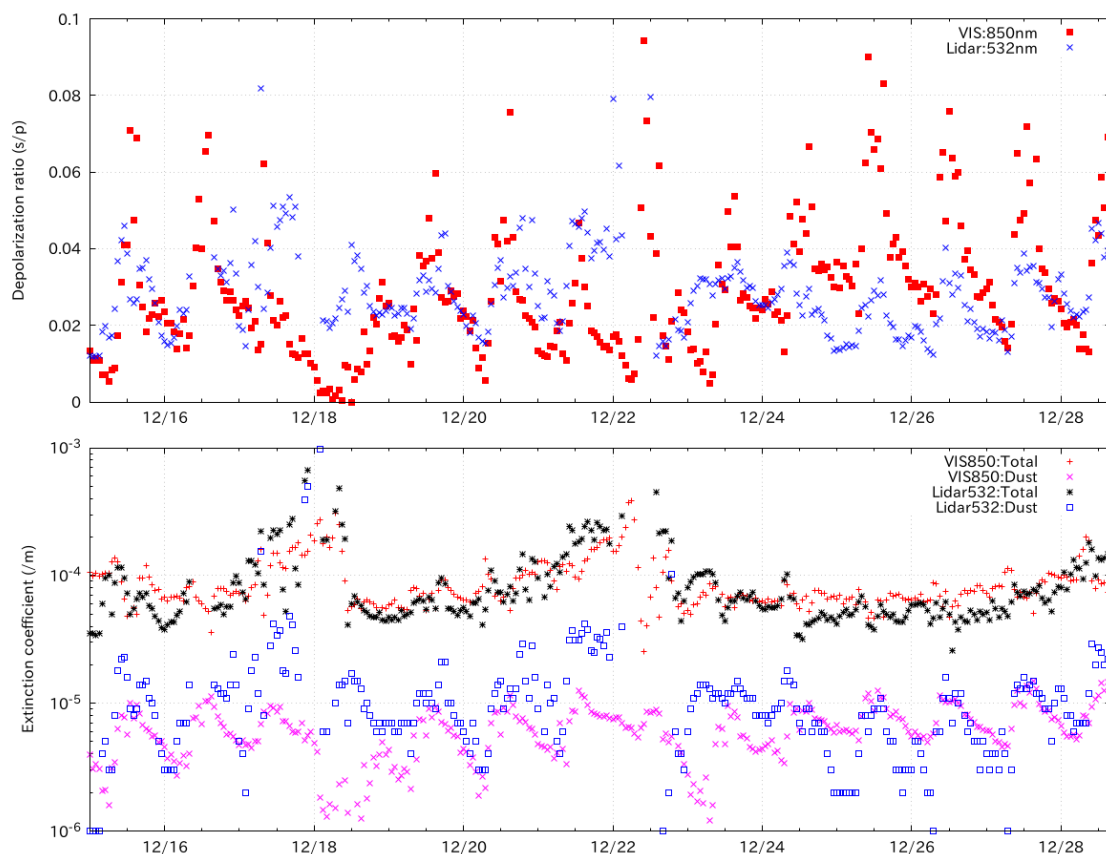 0.1
0.08
0.06
0.04
0.02
0
Depolarization ratio (s/p)
VIS:850nm
Lidar:532nm
12/16 12/18 12/20 12/22 12/24 12/26 12/28
10-3
10-4
10-5
10-6
Extinction coefficient (/m)
VIS850:Total
VIS850:Dust
Lidar532:Total
Lidar532:Dust
12/16 12/18 12/20 12/22 12/24 12/26 12/28